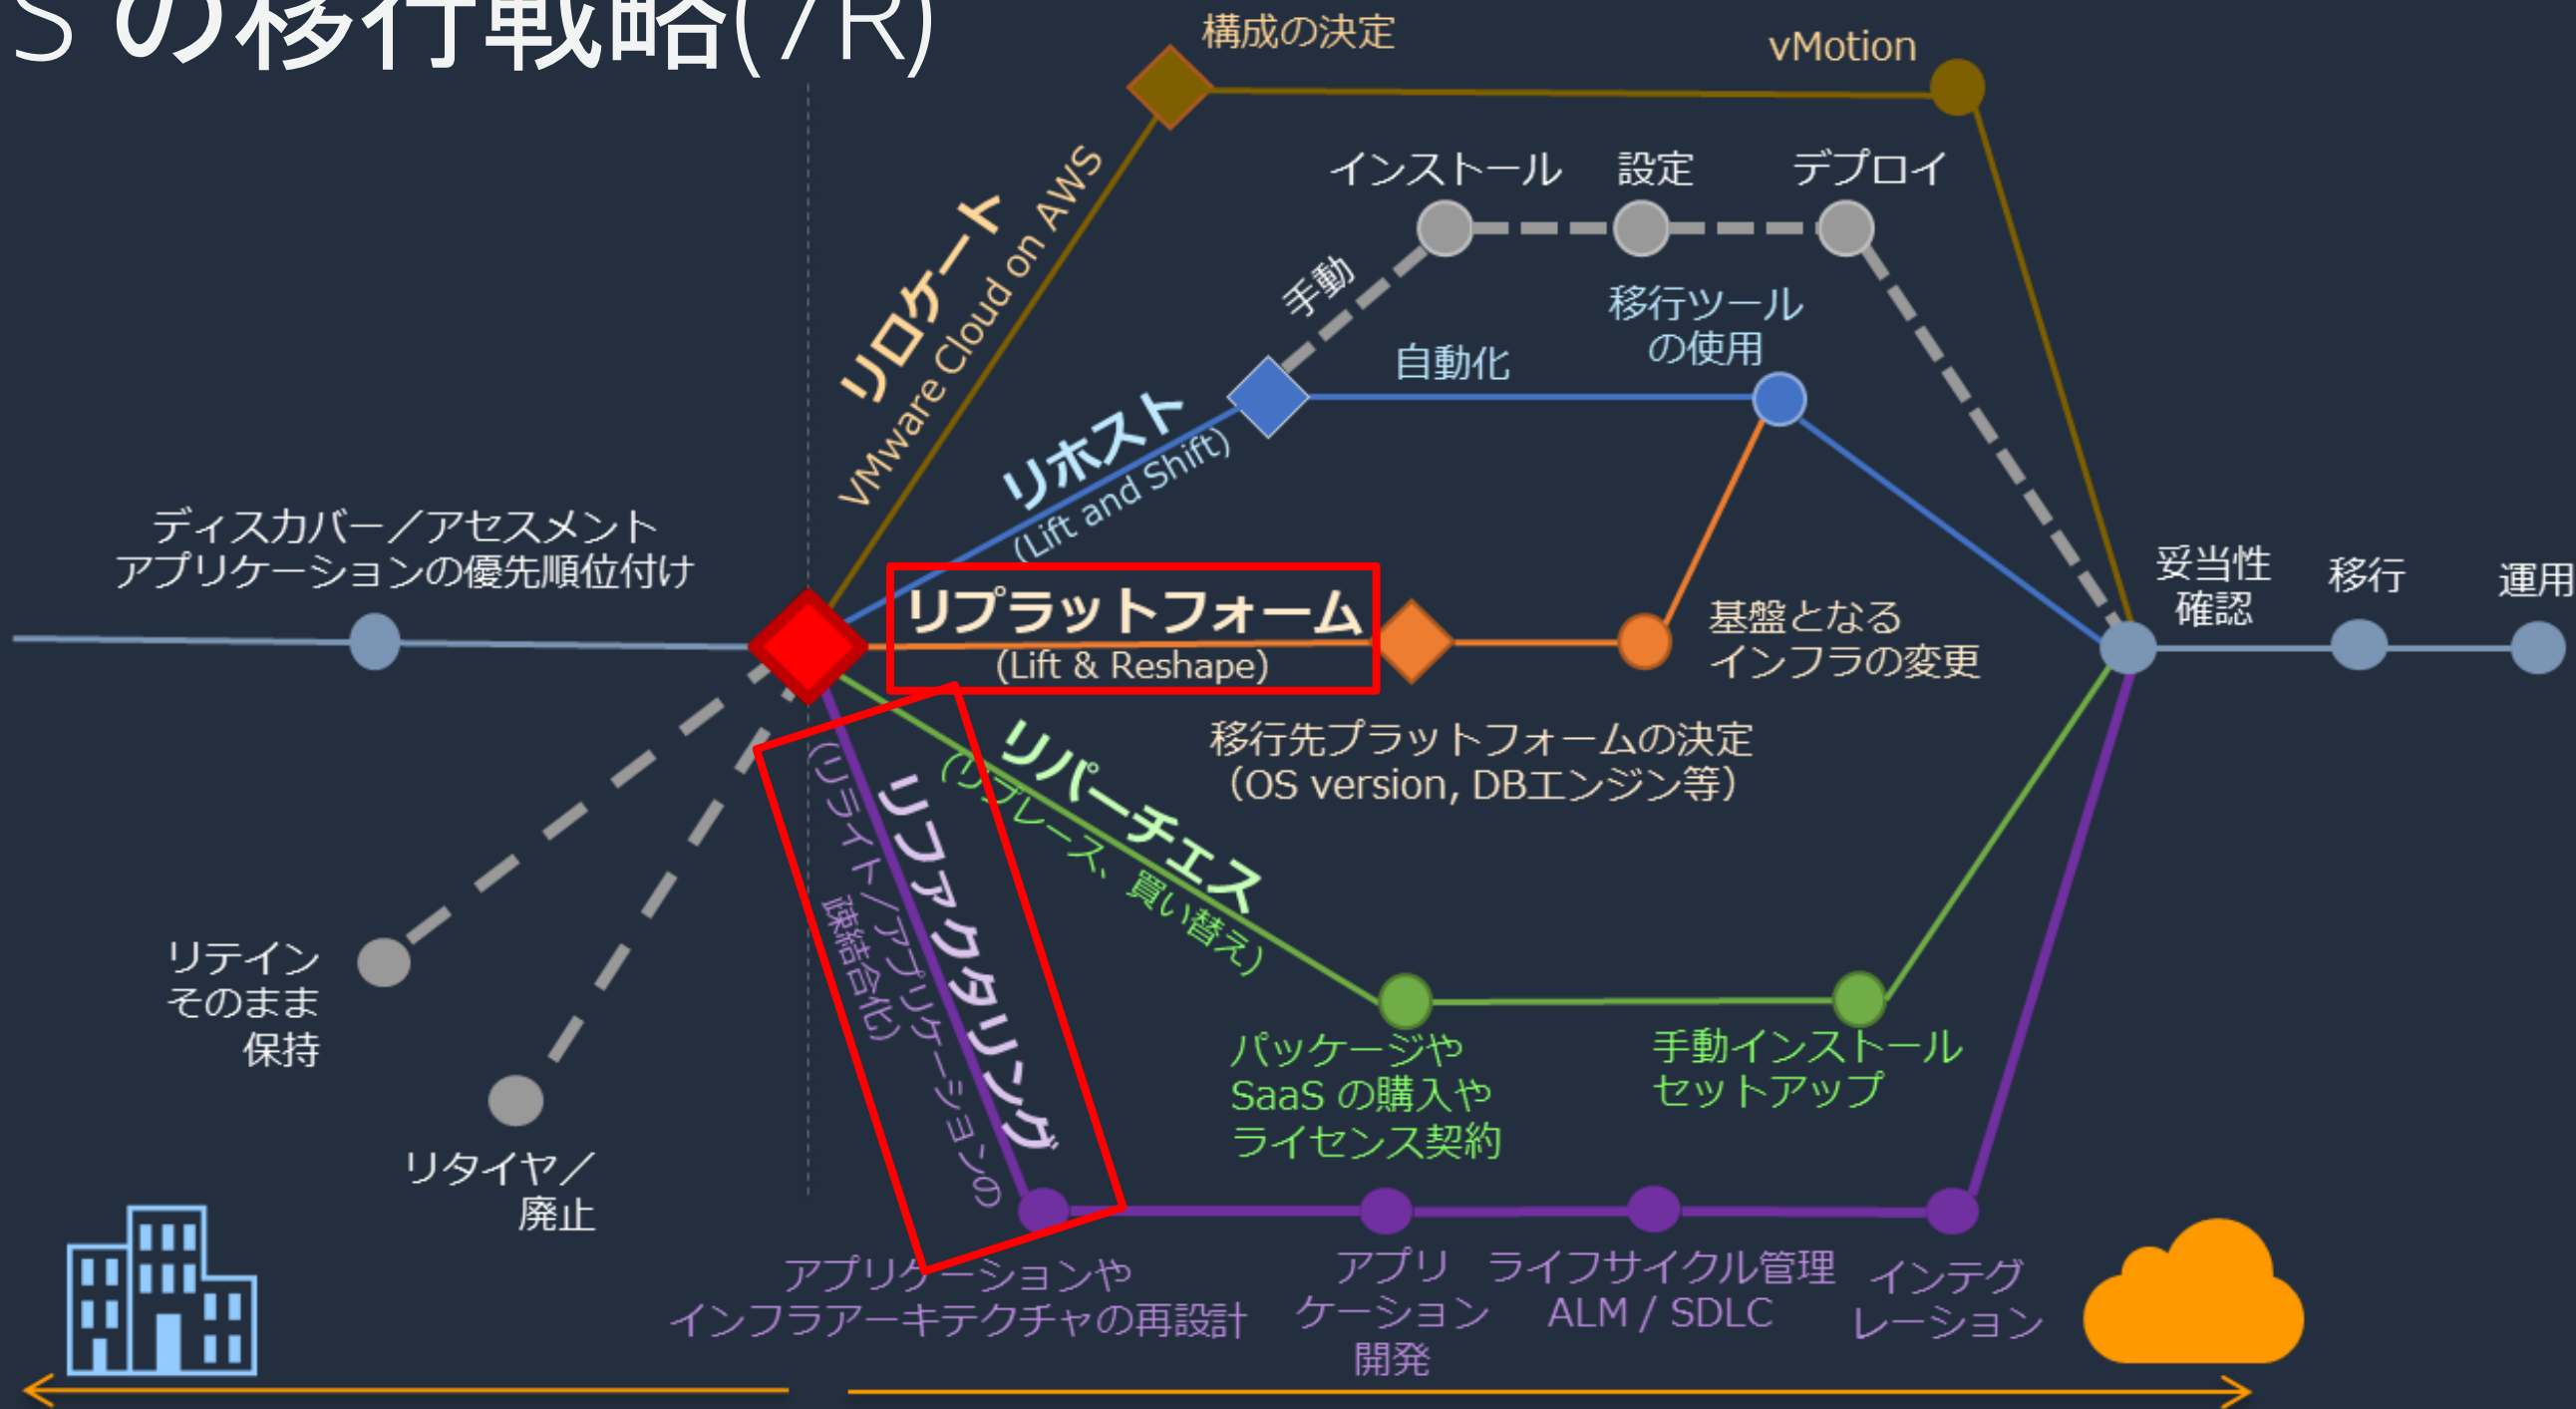 S の移行戦略(7R)
構成の決定
vMotion
リロケート
VMware Cloud on AWS
インストール
設定
デプロイ
手動
移行ツール
の使用
自動化
リホスト
(Lift and Shift)
ディスカバー／アセスメント
アプリケーションの優先順位付け
リプラットフォーム
(Lift & Reshape)
基盤となる
インフラの変更
妥当性
確認
移行
運用
移行先プラットフォームの決定
（OS version, DBエンジン等）
リパーチェス
(リプレース、買い替え)
リファクタリング
(リライト/アプリケーションの
疎結合化)
リテイン
そのまま
保持
リタイヤ／
廃止
パッケージや
SaaS の購入や
ライセンス契約
手動インストール
セットアップ
アプリケーションや
インフラアーキテクチャの再設計
アプリ
ケーション
開発
ライフサイクル管理
ALM / SDLC
インテグ
レーション